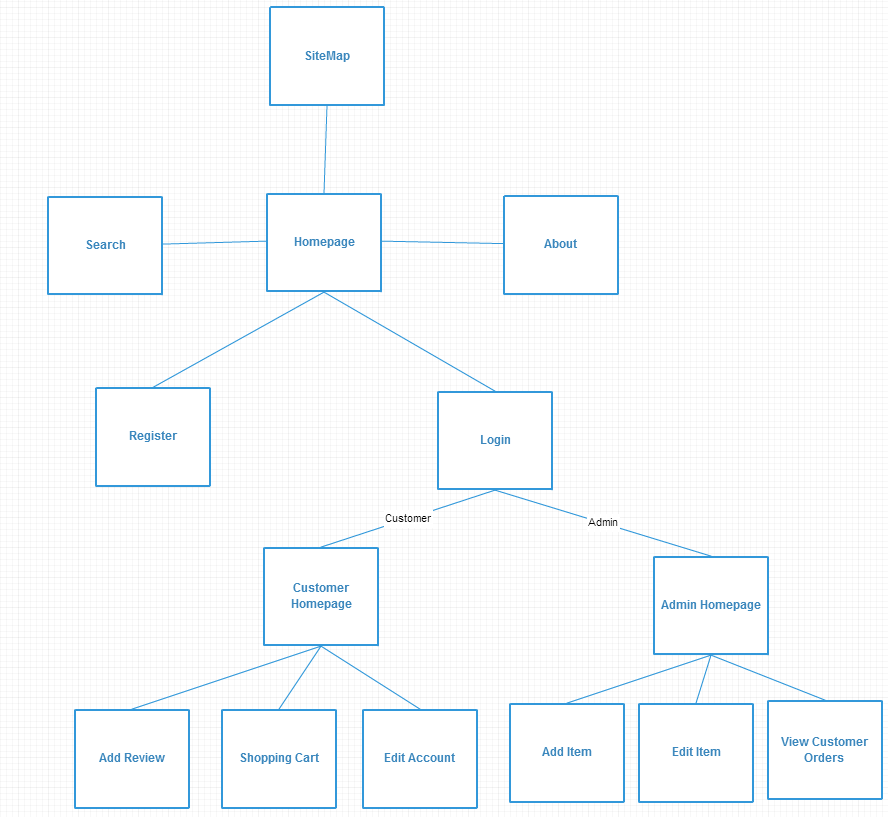 SiteMap
Search
Homepage
About
Register
Login
Customer
Admin
Customer
Homepage
Admin Homepage
Add Review
Shopping Cart
Edit Account
Add Item
Edit Item
View Customer
Orders